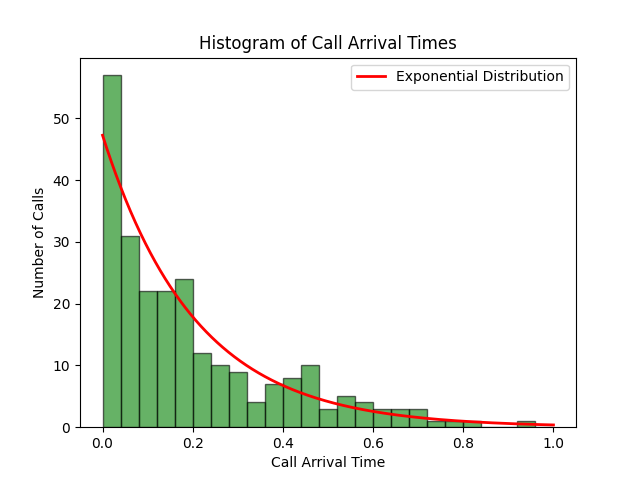 Histogram of Call Arrival Times
Exponential Distribution
Number of Calls
50
40
30
20
10
0
0.0 0.2 0.4 0.6 0.8 1.0
Call Arrival Time